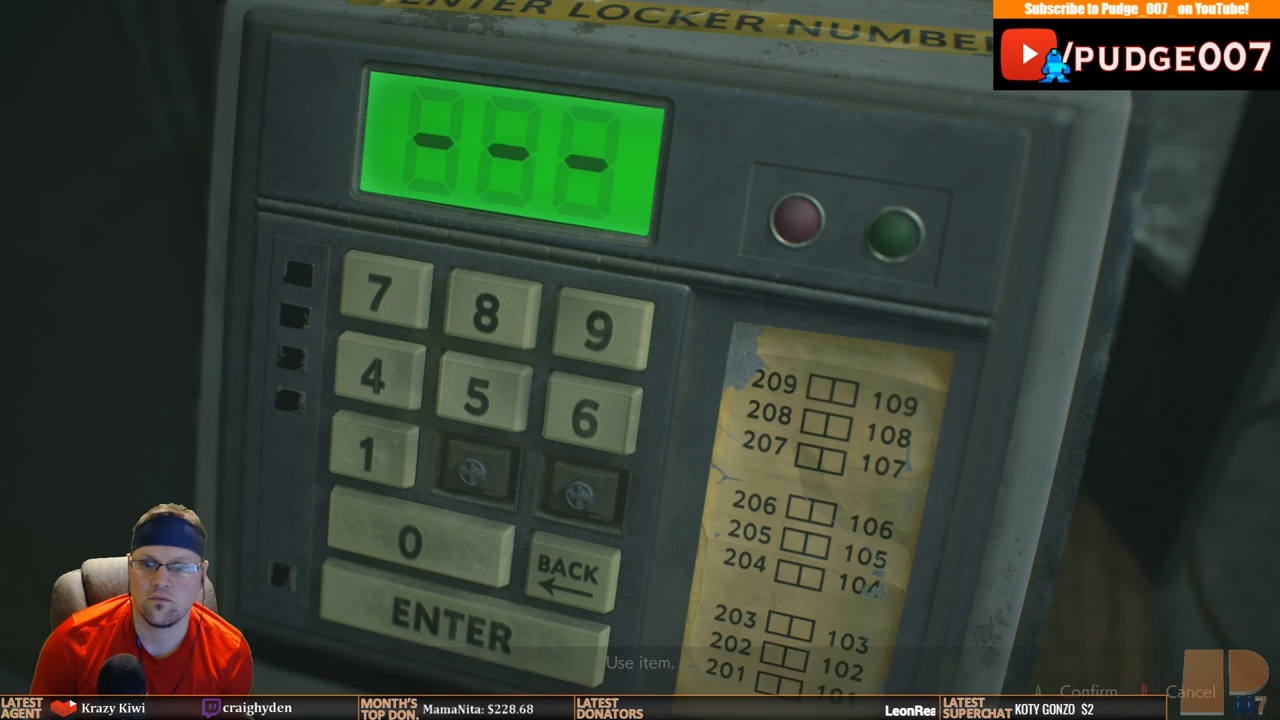 ENTER LOCKER NUMBER
Subscribe to Pudge_007_ on YouTube!
/PUDGE007
7 8 9
4 5 6
1
0 BACK
ENTER
209 109
208 108
207 107
206 106
205 105
204 104
203 103
202 102
201 101
Use item.
A Confirm B Cancel
7
LATEST AGENT Krazy Kiwi craighyden MONTH'S TOP DON. MamaNita: $228.68 LATEST DONATORS LeonRea LATEST SUPERCHAT KOTY GONZO $2